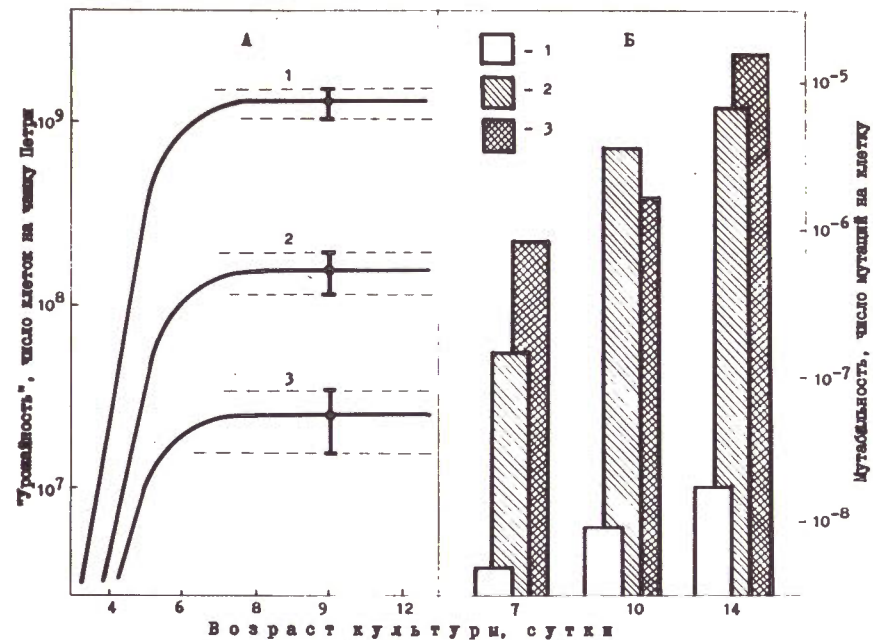 А
Б
- 1
- 2
- 3
1
2
3
10⁹
10⁸
10⁷
10⁻⁵
10⁻⁶
10⁻⁷
10⁻⁸
4 6 8 9 12
7 10 14
Возраст культуры, сутки
"Урожайность", число клеток на чашку Петри
Мутабильность, число мутаций на клетку